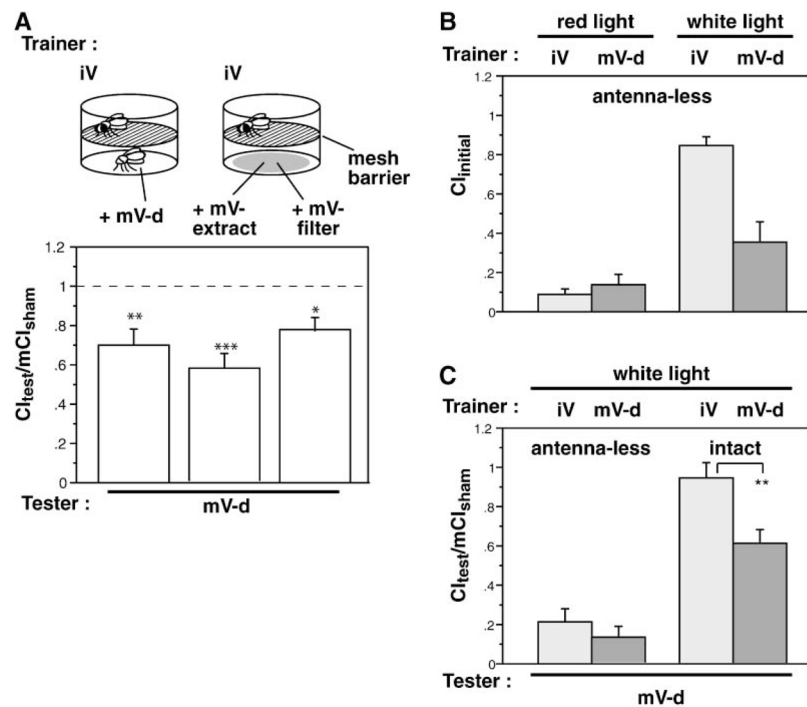 A
Trainer :
iV iV
mesh
barrier
+ mV-d
+ mV-
extract
+ mV-
filter
1.2
1
.8
.6
.4
.2
0
CItest/mCIsham
**
***
*
Tester :
mV-d
B
red light white light
Trainer : iV mV-d iV mV-d
antenna-less
1.2
1
.8
.6
.4
.2
0
CIinitial
C
white light
Trainer : iV mV-d iV mV-d
antenna-less intact
**
1.2
1
.8
.6
.4
.2
0
CItest/mCIsham
Tester :
mV-d